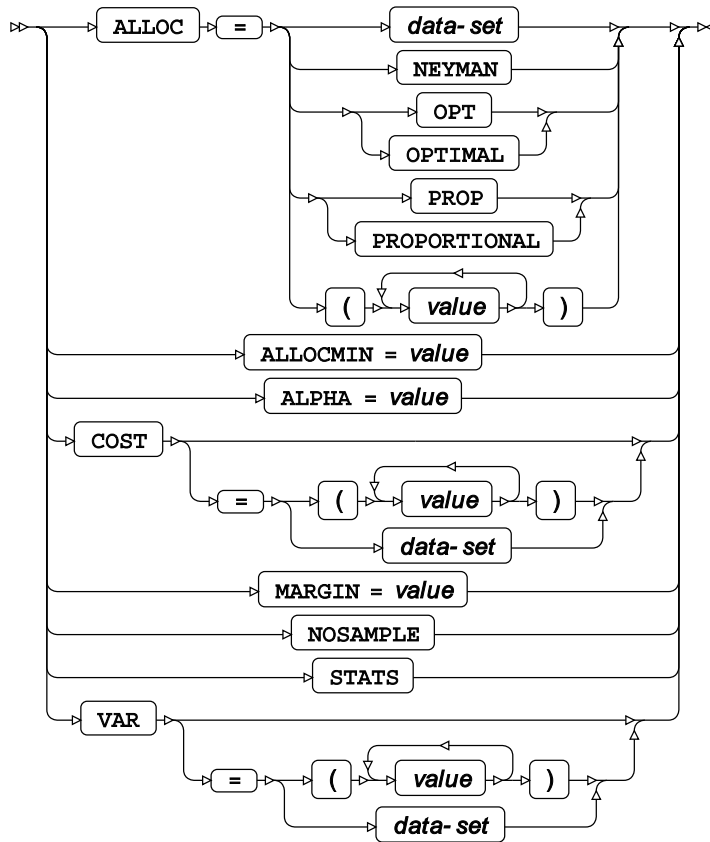 ALLOC = data-set
NEYMAN
OPT
OPTIMAL
PROP
PROPORTIONAL
( value )
ALLOCMIN = value
ALPHA = value
COST
= ( value )
data-set
MARGIN = value
NOSAMPLE
STATS
VAR
= ( value )
data-set